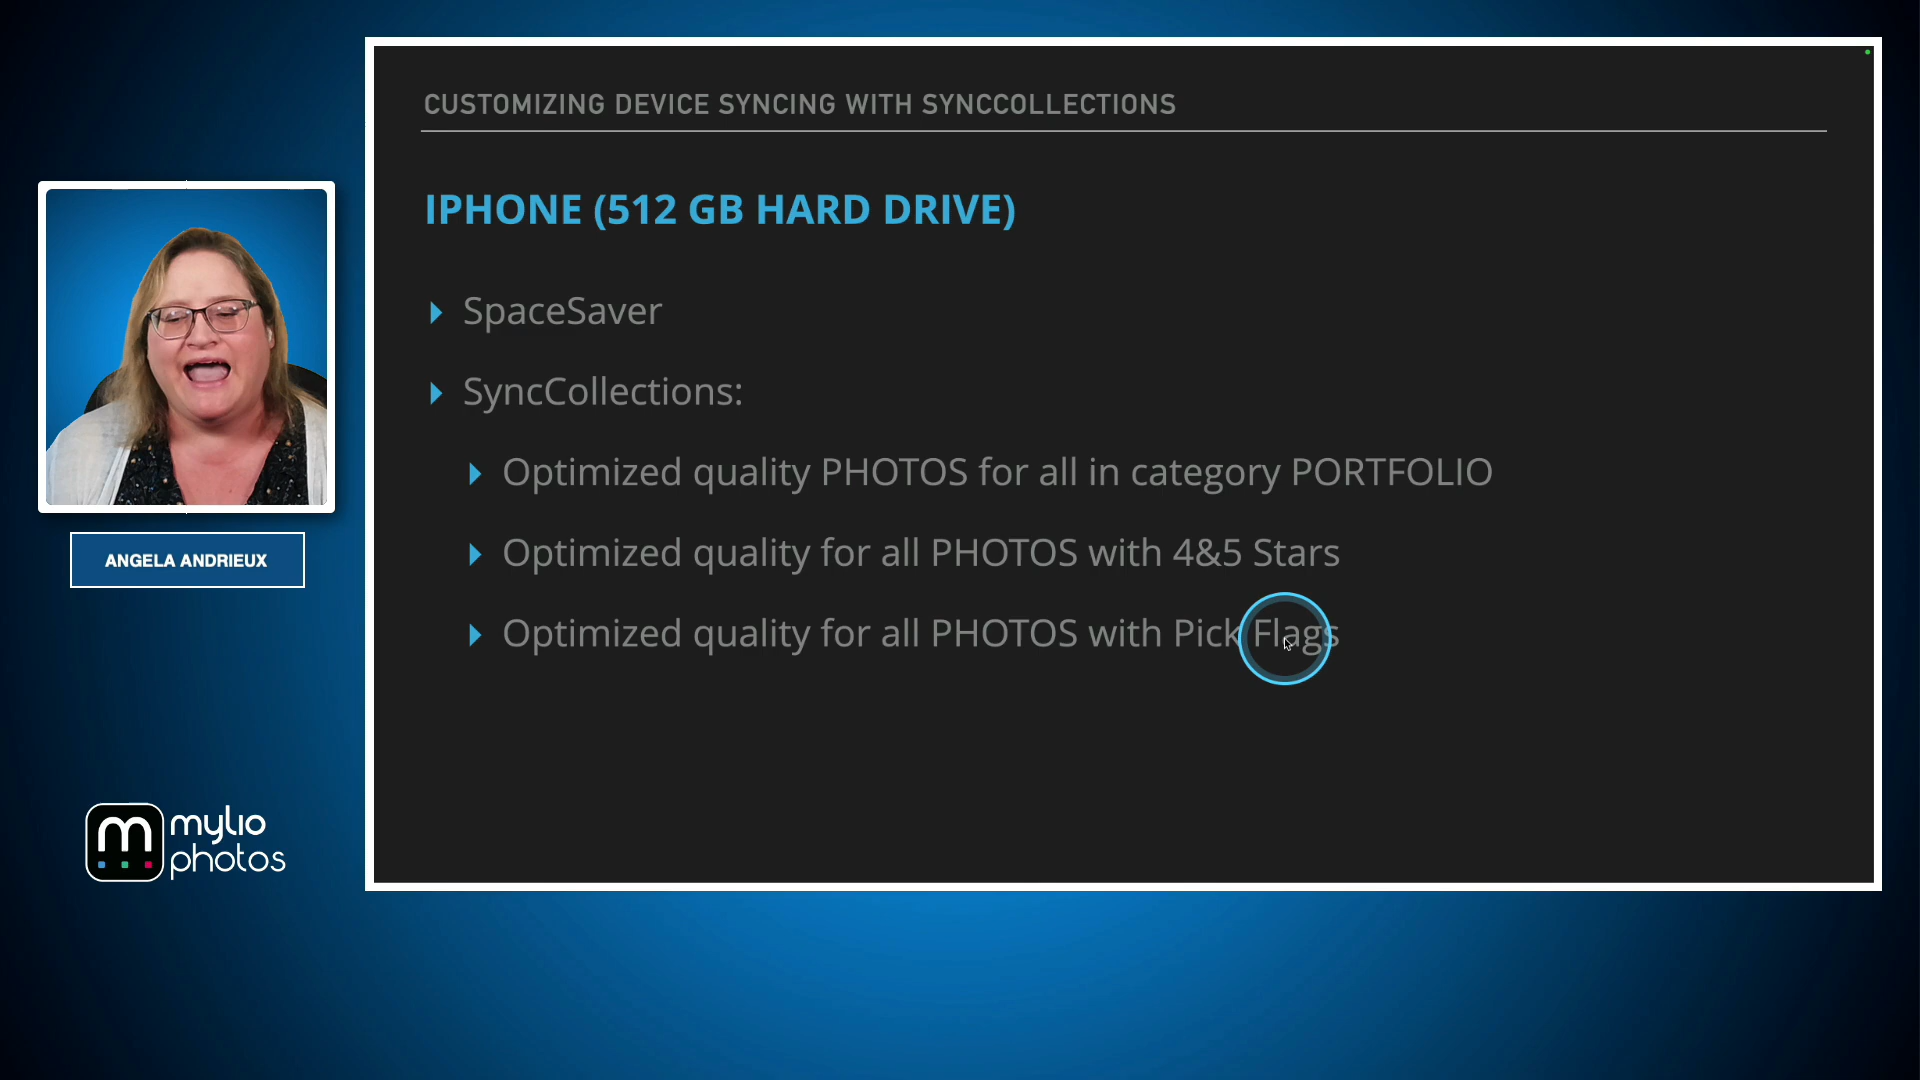 CUSTOMIZING DEVICE SYNCING WITH SYNCCOLLECTIONS
IPHONE (512 GB HARD DRIVE)
SpaceSaver
SyncCollections:
Optimized quality PHOTOS for all in category PORTFOLIO
Optimized quality for all PHOTOS with 4&5 Stars
Optimized quality for all PHOTOS with Pick Flags
ANGELA ANDRIEUX
m
mylio
photos